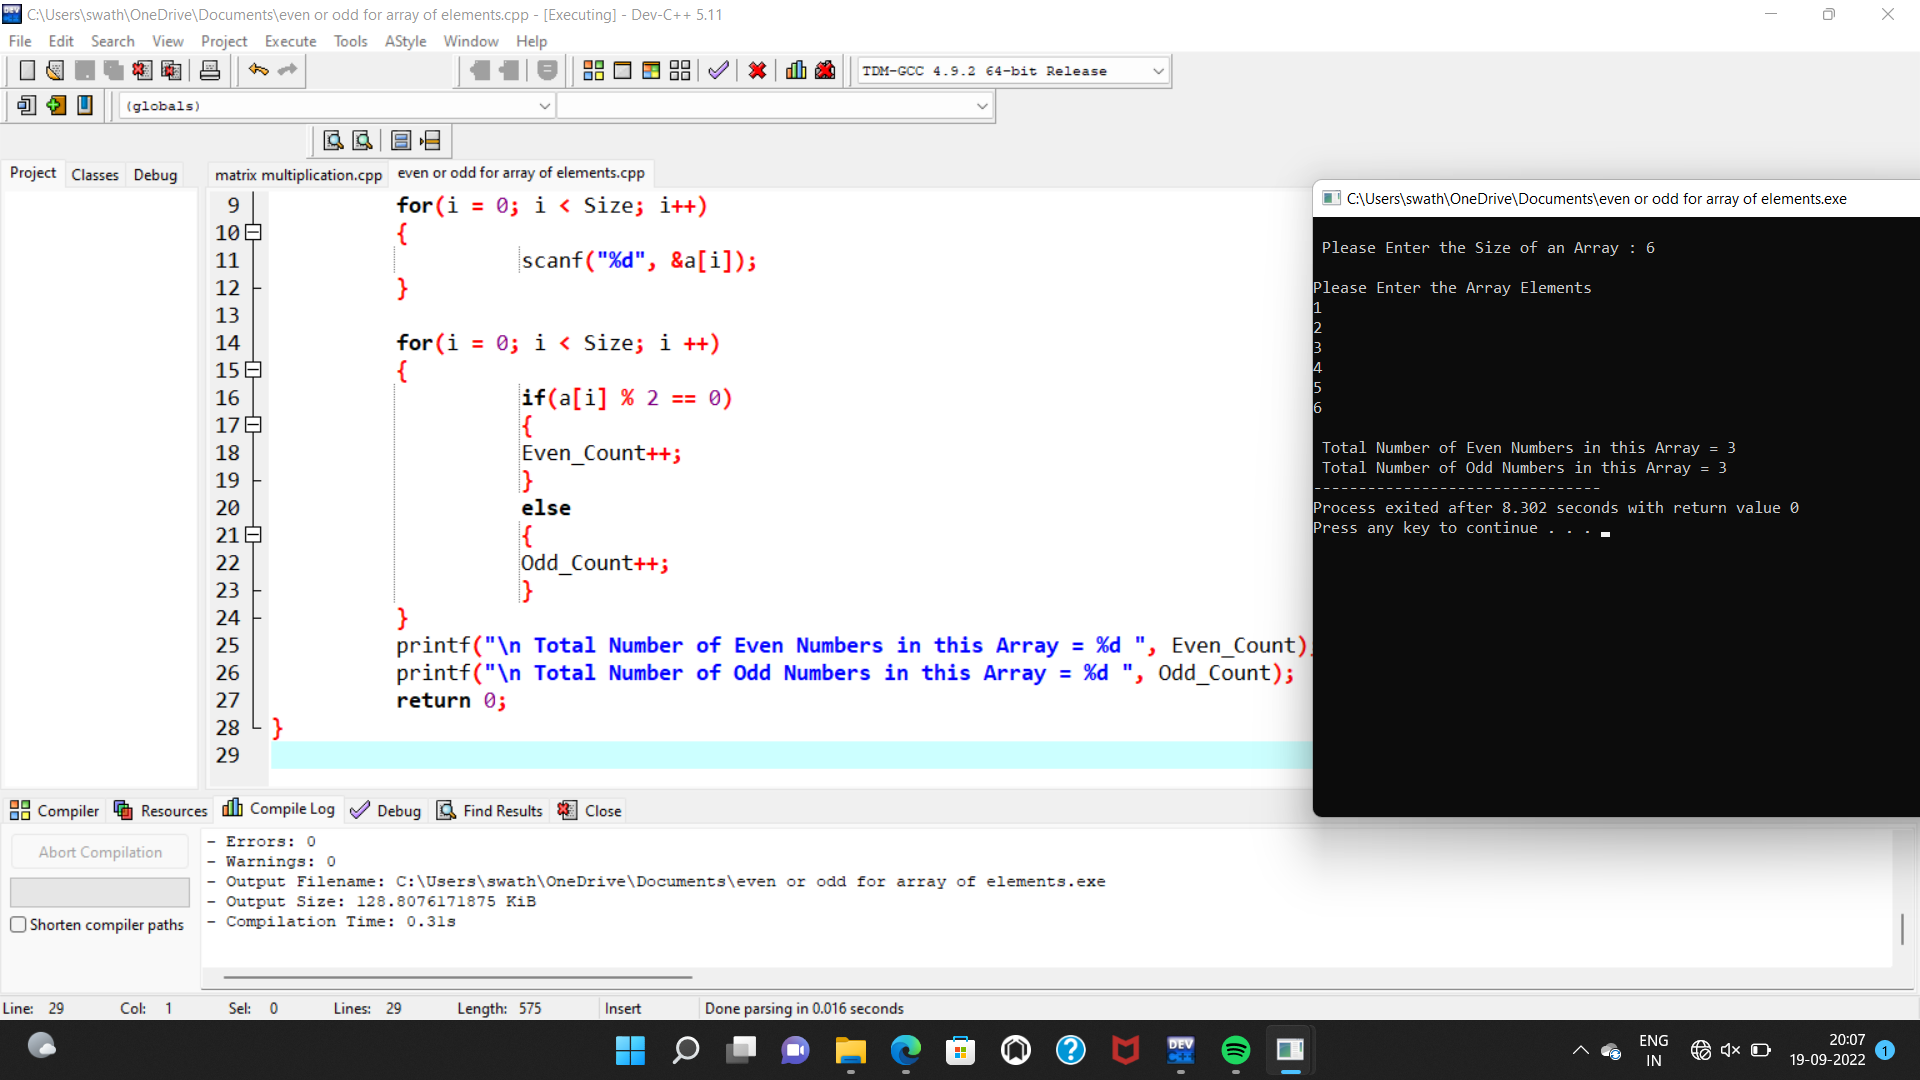 C:\Users\swath\OneDrive\Documents\even or odd for array of elements.cpp - [Executing] - Dev-C++ 5.11
File Edit Search View Project Execute Tools AStyle Window Help
TDM-GCC 4.9.2 64-bit Release
(globals)
Project Classes Debug
matrix multiplication.cpp even or odd for array of elements.cpp
9 for(i = 0; i < Size; i++)
10 {
11 scanf("%d", &a[i]);
12 }
13
14 for(i = 0; i < Size; i ++)
15 {
16 if(a[i] % 2 == 0)
17 {
18 Even_Count++;
19 }
20 else
21 {
22 Odd_Count++;
23 }
24 }
25 printf("\n Total Number of Even Numbers in this Array = %d ", Even_Count);
26 printf("\n Total Number of Odd Numbers in this Array = %d ", Odd_Count);
27 return 0;
28 }
29
C:\Users\swath\OneDrive\Documents\even or odd for array of elements.exe
Please Enter the Size of an Array : 6
Please Enter the Array Elements
1
2
3
4
5
6
Total Number of Even Numbers in this Array = 3
Total Number of Odd Numbers in this Array = 3
--------------------------------
Process exited after 8.302 seconds with return value 0
Press any key to continue . . .
Compiler Resources Compile Log Debug Find Results Close
Abort Compilation
Shorten compiler paths
- Errors: 0
- Warnings: 0
- Output Filename: C:\Users\swath\OneDrive\Documents\even or odd for array of elements.exe
- Output Size: 128.8076171875 KiB
- Compilation Time: 0.31s
Line: 29 Col: 1 Sel: 0 Lines: 29 Length: 575 Insert Done parsing in 0.016 seconds
DEV C++
ENG
IN
20:07
19-09-2022
1